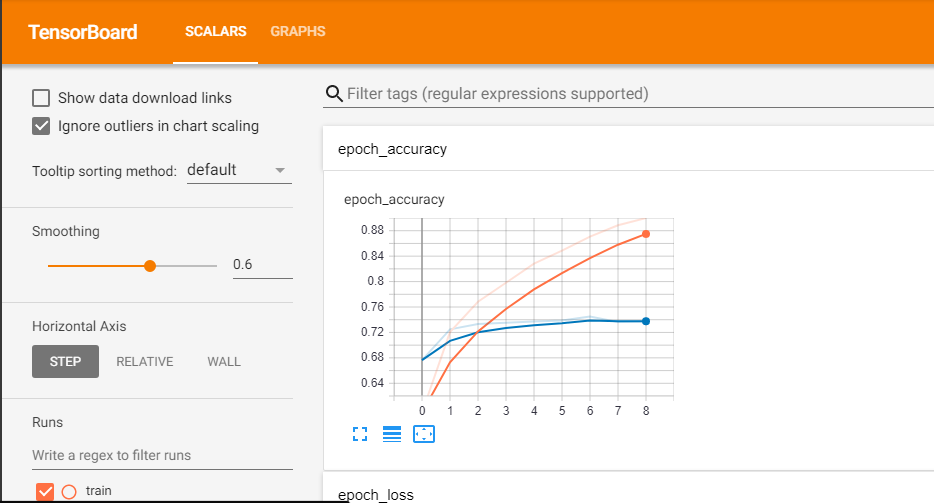 TensorBoard SCALARS GRAPHS
Show data download links
Ignore outliers in chart scaling
Tooltip sorting method: default
Smoothing
0.6
Horizontal Axis
STEP RELATIVE WALL
Runs
Write a regex to filter runs
train
Filter tags (regular expressions supported)
epoch_accuracy
epoch_accuracy
0.88
0.84
0.8
0.76
0.72
0.68
0.64
0 1 2 3 4 5 6 7 8
epoch_loss